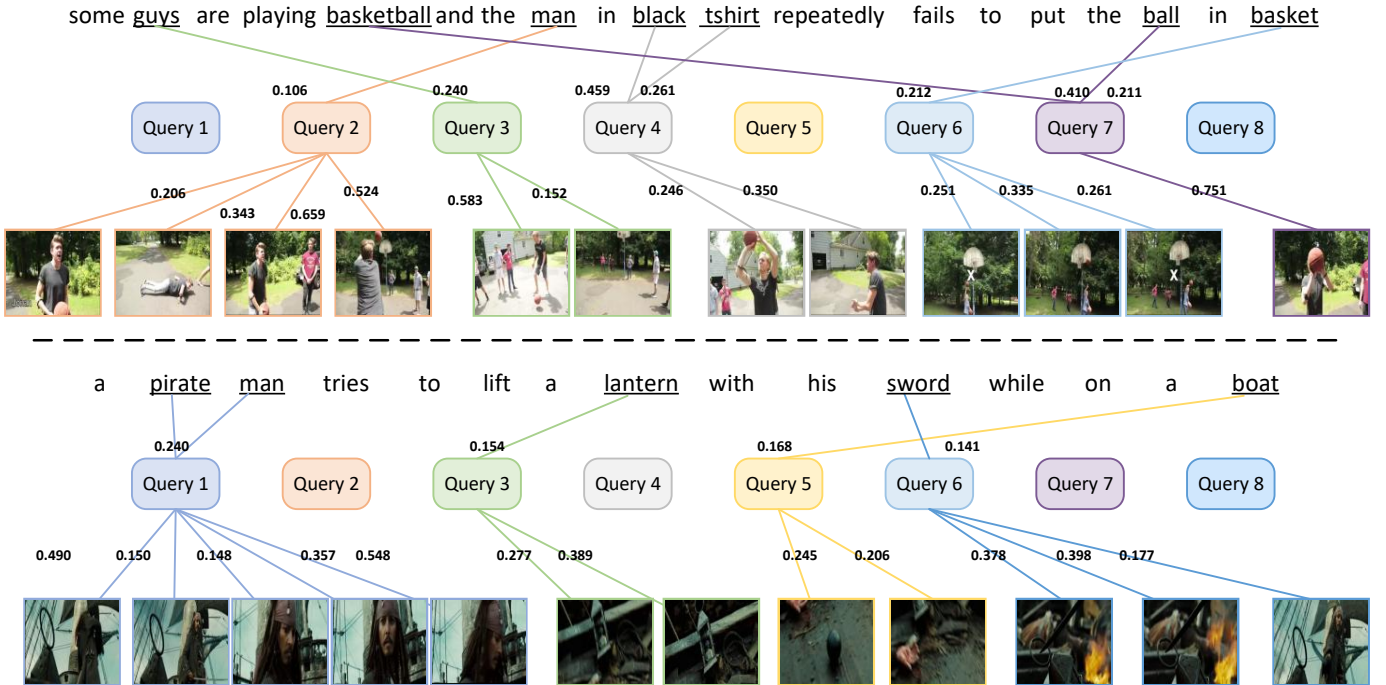 some guys are playing basketball and the man in black tshirt repeatedly fails to put the ball in basket
0.106 0.240 0.459 0.261 0.212 0.410 0.211
Query 1 Query 2 Query 3 Query 4 Query 5 Query 6 Query 7 Query 8
0.206 0.343 0.659 0.524 0.583 0.152 0.246 0.350 0.251 0.335 0.261 0.751
X X
a pirate man tries to lift a lantern with his sword while on a boat
0.240 0.154 0.168 0.141
Query 1 Query 2 Query 3 Query 4 Query 5 Query 6 Query 7 Query 8
0.490 0.150 0.148 0.357 0.548 0.277 0.389 0.245 0.206 0.378 0.398 0.177